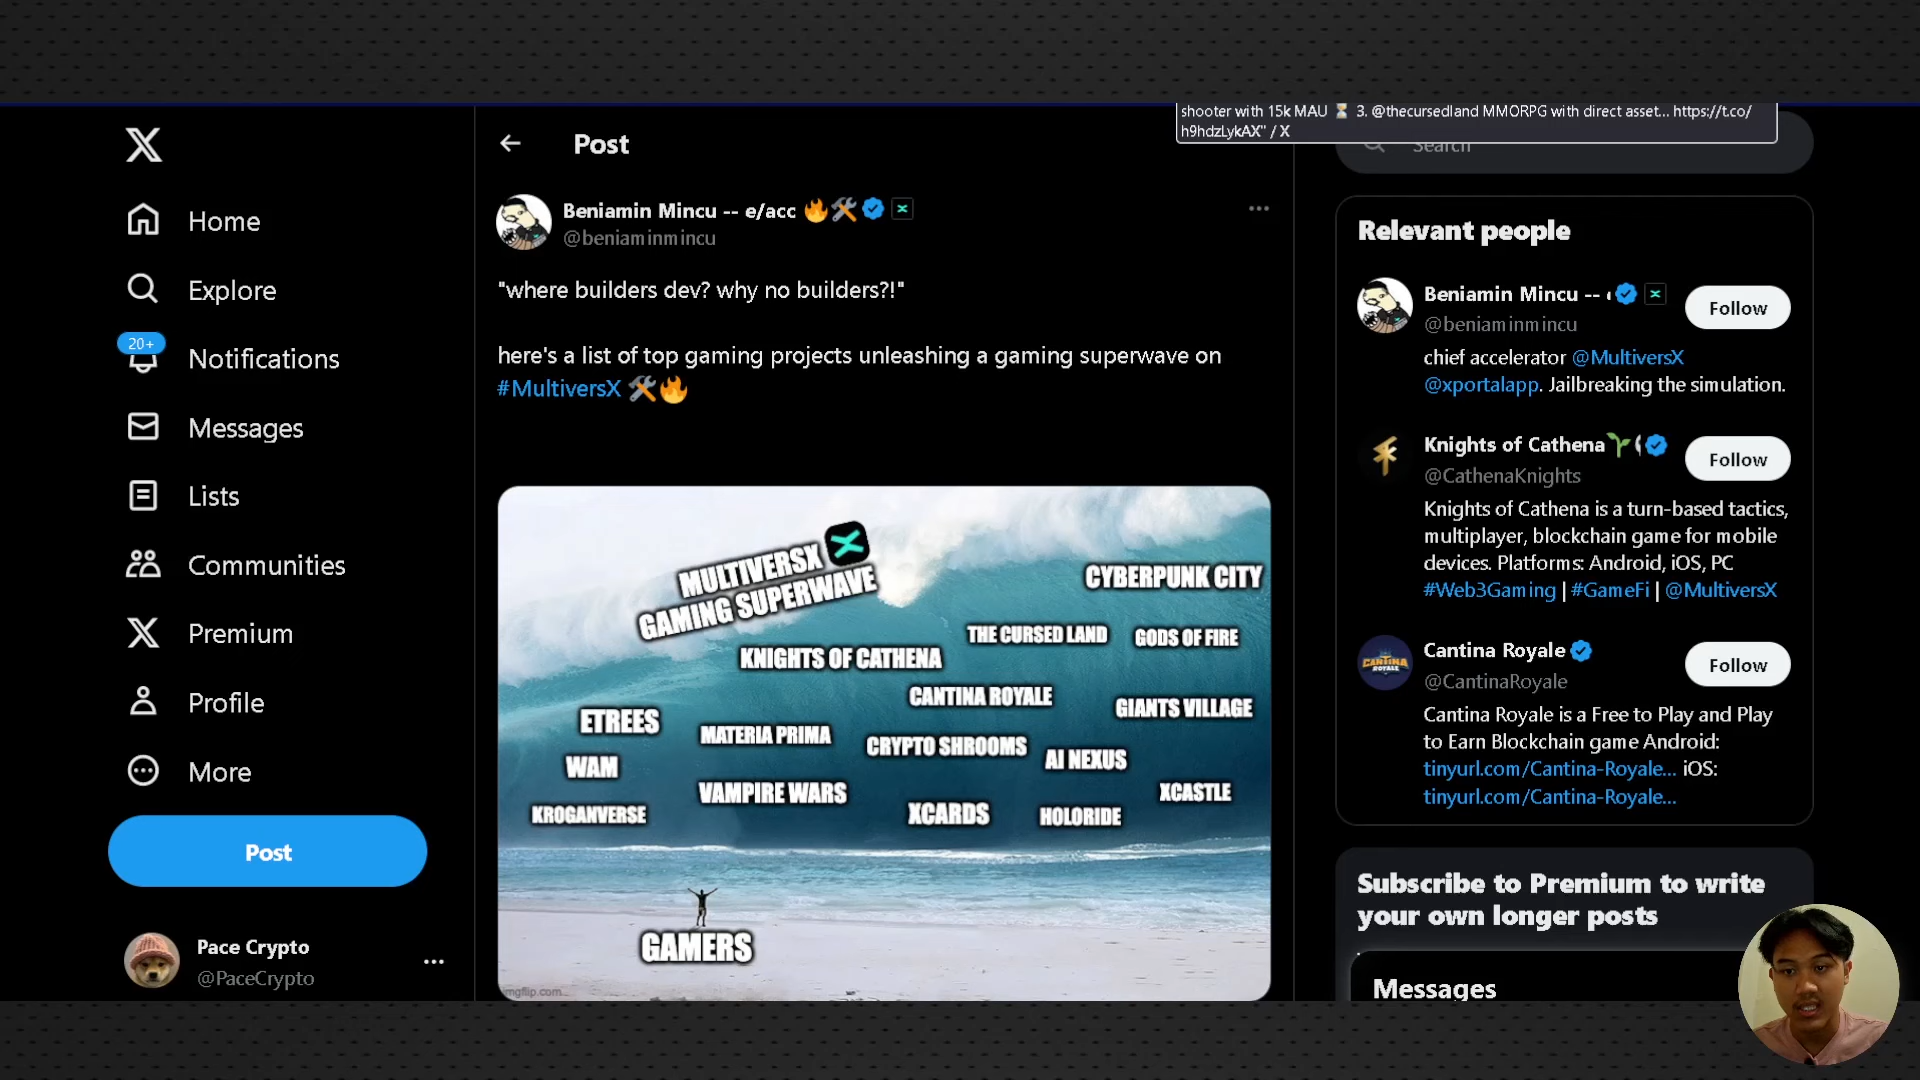 shooter with 15k MAU ⏳ 3. @thecursedland MMORPG with direct asset... https://t.co/
h9hdzLykAX" / X
Search
Home
Explore
20+
Notifications
Messages
Lists
Communities
Premium
Profile
More
Post
Pace Crypto
@PaceCrypto
Post
Beniamin Mincu -- e/acc 🔥🛠️
@beniaminmincu
"where builders dev? why no builders?!"
here's a list of top gaming projects unleashing a gaming superwave on
#MultiversX 🛠️🔥
MULTIVERSX
GAMING SUPERWAVE
CYBERPUNK CITY
THE CURSED LAND
GODS OF FIRE
KNIGHTS OF CATHENA
CANTINA ROYALE
GIANTS VILLAGE
ETREES
MATERIA PRIMA
CRYPTO SHROOMS
AI NEXUS
WAM
VAMPIRE WARS
XCASTLE
KROGANVERSE
XCARDS
HOLORIDE
GAMERS
imgflip.com
Relevant people
Beniamin Mincu --
@beniaminmincu
Follow
chief accelerator @MultiversX
@xportalapp. Jailbreaking the simulation.
Knights of Cathena🌱
@CathenaKnights
Follow
Knights of Cathena is a turn-based tactics,
multiplayer, blockchain game for mobile
devices. Platforms: Android, iOS, PC
#Web3Gaming | #GameFi | @MultiversX
Cantina Royale
@CantinaRoyale
Follow
Cantina Royale is a Free to Play and Play
to Earn Blockchain game Android:
tinyurl.com/Cantina-Royale... iOS:
tinyurl.com/Cantina-Royale...
Subscribe to Premium to write
your own longer posts
Messages